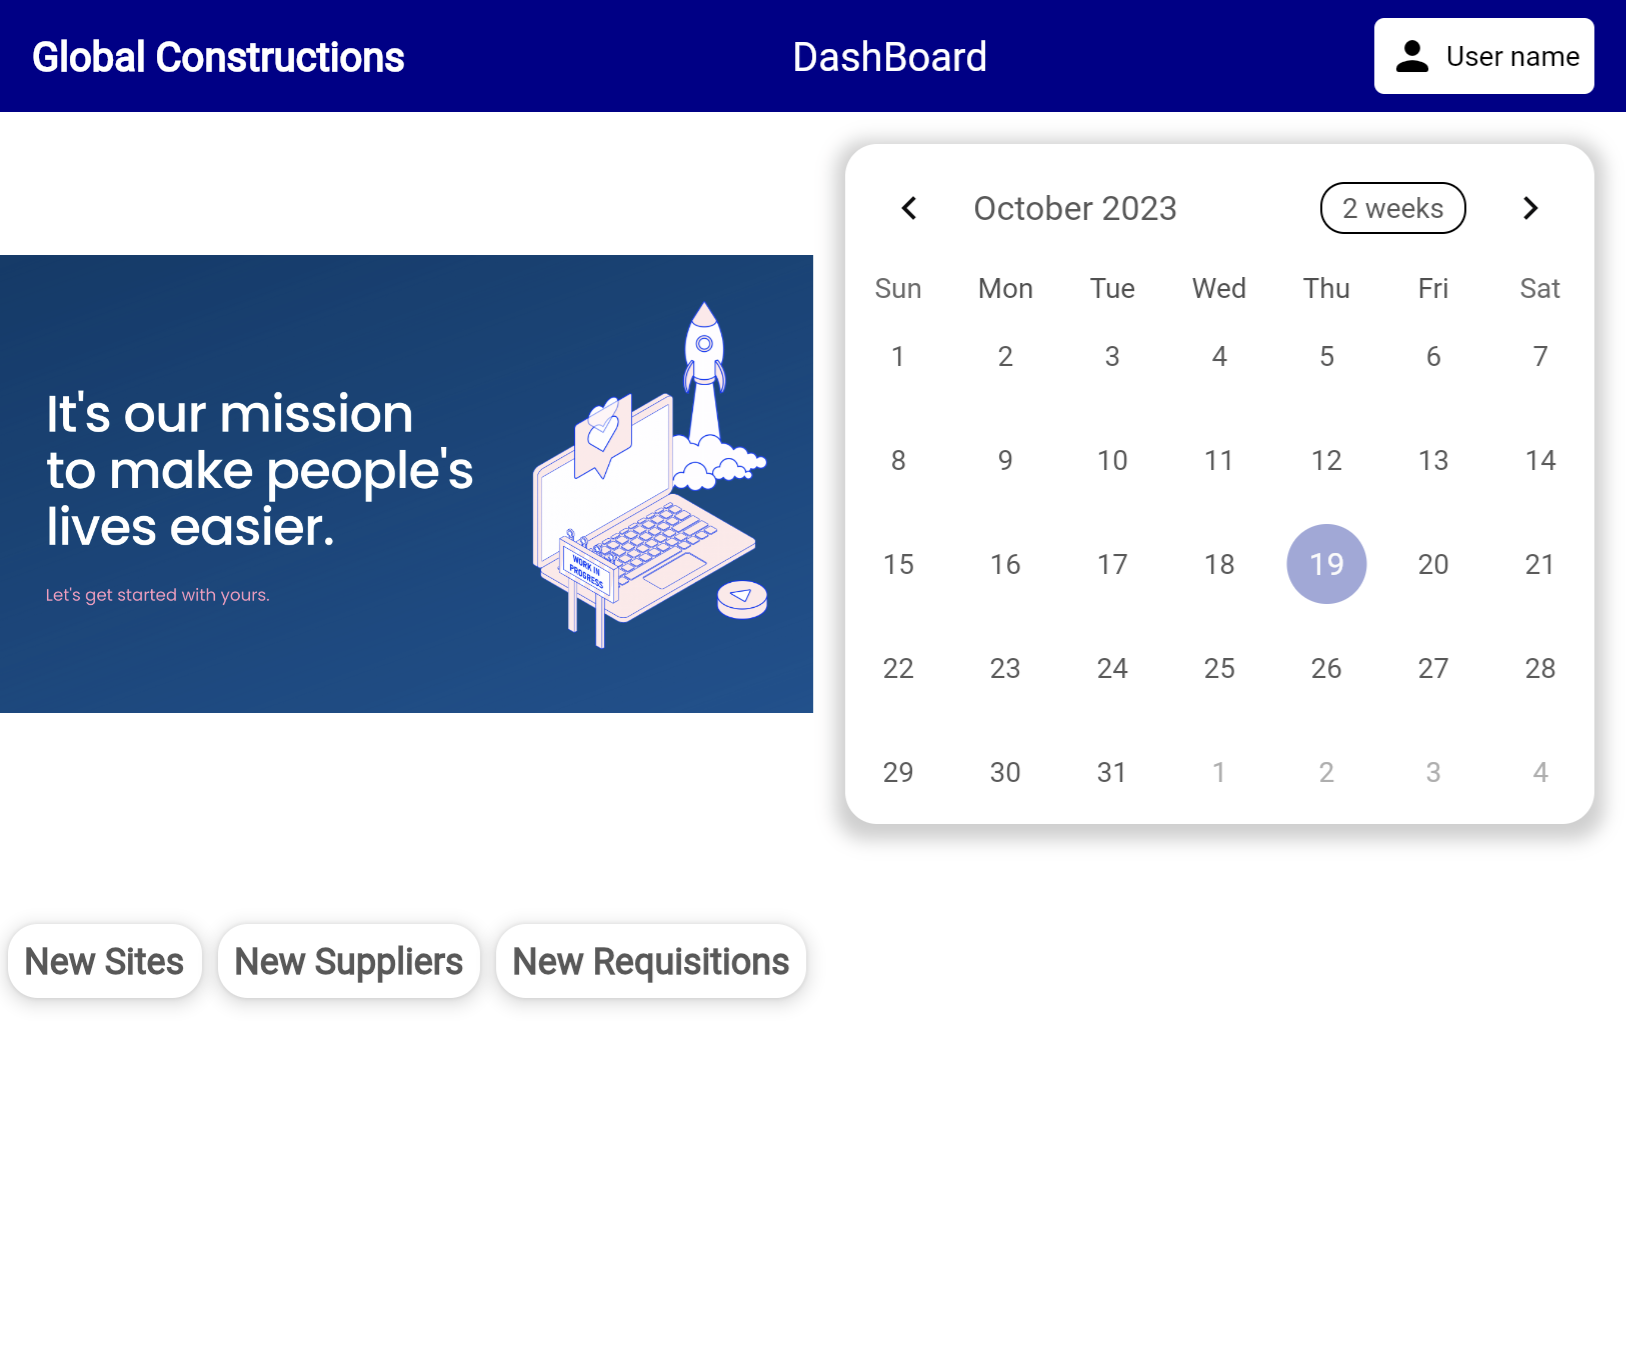 Global Constructions
DashBoard
User name
It's our mission
to make people's
lives easier.
Let's get started with yours.
WORK IN
PROGRESS
October 2023
2 weeks
Sun Mon Tue Wed Thu Fri Sat
1 2 3 4 5 6 7
8 9 10 11 12 13 14
15 16 17 18 19 20 21
22 23 24 25 26 27 28
29 30 31 1 2 3 4
New Sites
New Suppliers
New Requisitions